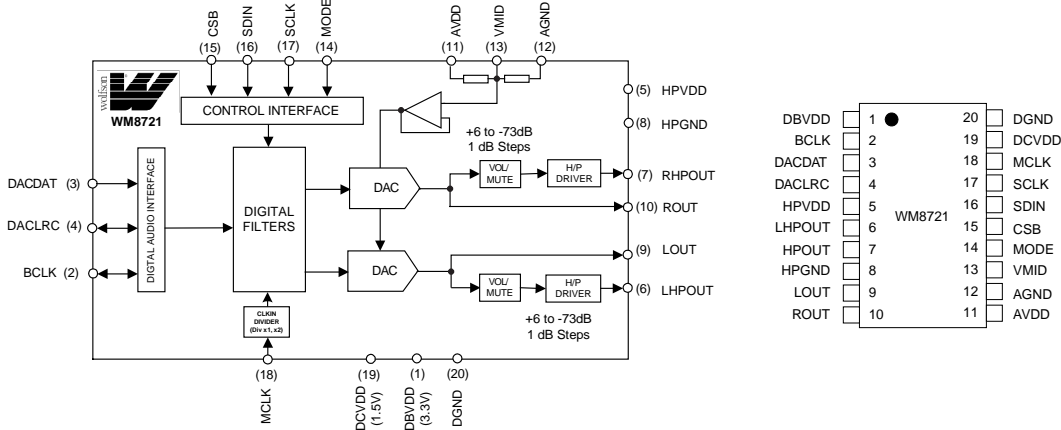 CSB
(15)
SDIN
(16)
SCLK
(17)
MODE
(14)
AVDD
(11)
VMID
(13)
AGND
(12)
wolfson
WM8721
CONTROL INTERFACE
(5) HPVDD
(8) HPGND
+6 to -73dB
1 dB Steps
DACDAT (3)
DACLRC (4)
BCLK (2)
DIGTAL AUDIO INTERFACE
DIGITAL
FILTERS
DAC
VOL/
MUTE
H/P
DRIVER
(7) RHPOUT
(10) ROUT
DAC
(9) LOUT
VOL/
MUTE
H/P
DRIVER
(6) LHPOUT
+6 to -73dB
1 dB Steps
CLKIN
DIVIDER
(Div x1, x2)
(18)
MCLK
(19)
DCVDD
(1.5V)
(1)
DBVDD
(3.3V)
(20)
DGND
DBVDD 1 20 DGND
BCLK 2 19 DCVDD
DACDAT 3 18 MCLK
DACLRC 4 17 SCLK
HPVDD 5 16 SDIN
WM8721
LHPOUT 6 15 CSB
HPOUT 7 14 MODE
HPGND 8 13 VMID
LOUT 9 12 AGND
ROUT 10 11 AVDD